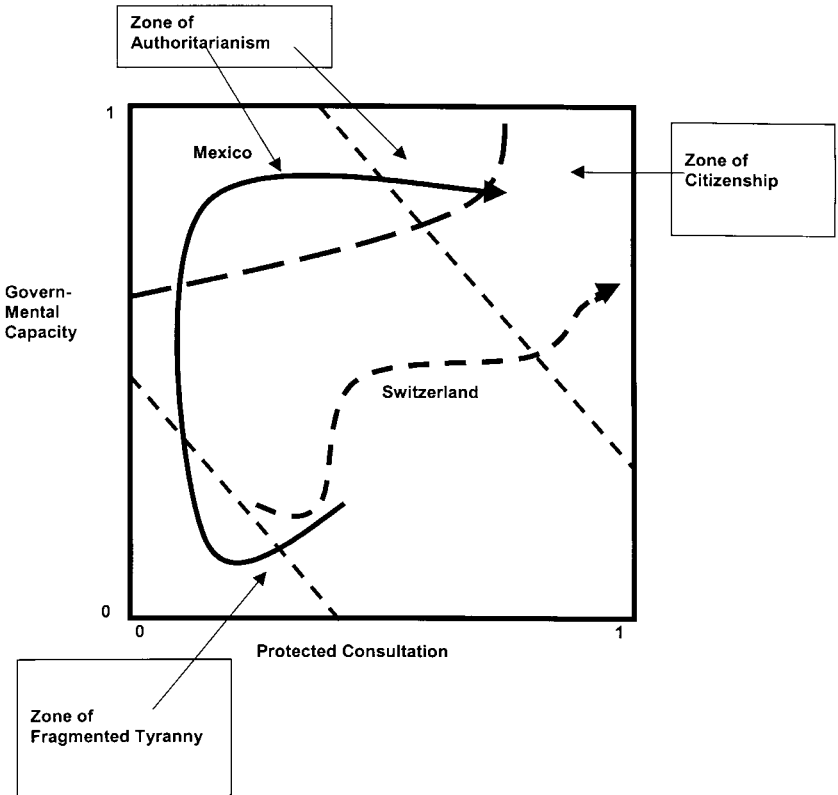 Zone of
Authoritarianism
1
Mexico
Zone of
Citizenship
Govern-
Mental
Capacity
Switzerland
0
0
1
Protected Consultation
Zone of
Fragmented Tyranny